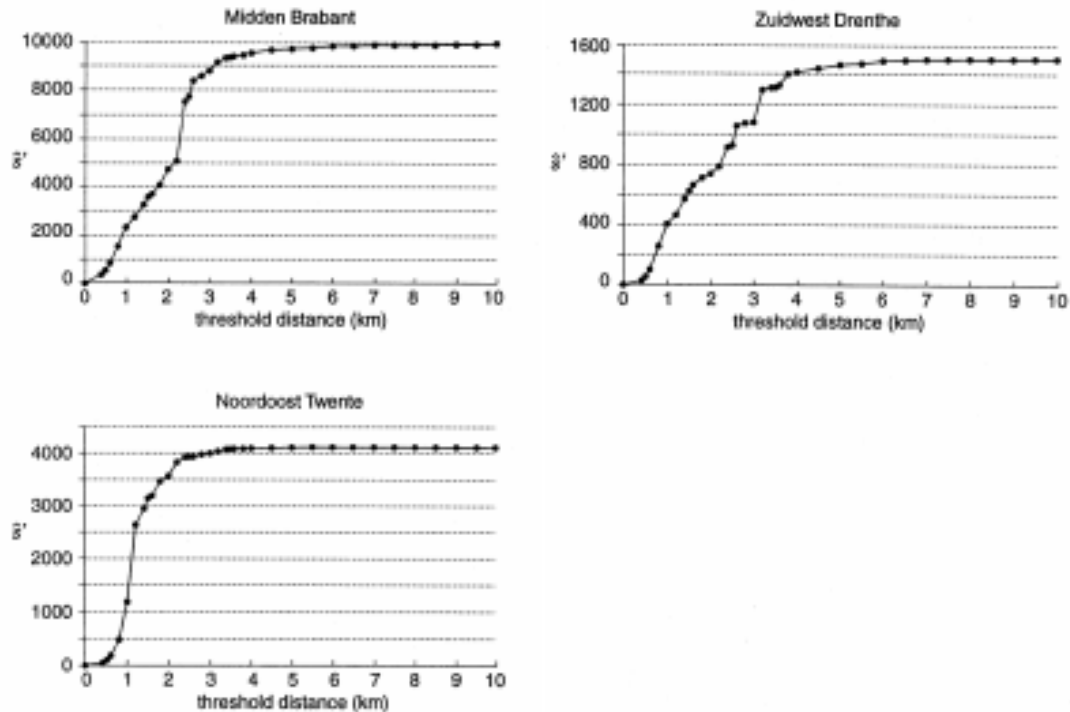 Midden Brabant
10000
8000
6000
4000
2000
0
0 1 2 3 4 5 6 7 8 9 10
threshold distance (km)
Zuidwest Drenthe
1600
1200
800
400
0
0 1 2 3 4 5 6 7 8 9 10
threshold distance (km)
Noordoost Twente
4000
3000
2000
1000
0
0 1 2 3 4 5 6 7 8 9 10
threshold distance (km)